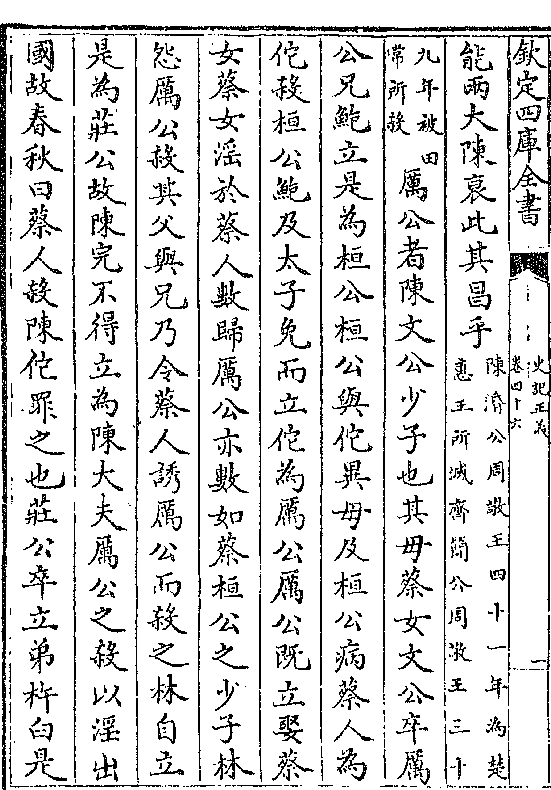 欽定四庫全書
史記正義
卷四十六
一
能兩大陳衰此其昌乎
陳湣公周敬王四十一年為楚
惠王所滅齊簡公周敬王三十
九年被田
常所殺
厲公者陳文公少子也其母蔡女文公卒厲
公兄鮑立是為桓公桓公與佗異母及桓公病蔡人為
佗殺桓公鮑及太子免而立佗為厲公厲公既立娶蔡
女蔡女淫於蔡人數歸厲公亦數如蔡桓公之少子林
怨厲公殺其父與兄乃令蔡人誘厲公而殺之林自立
是為莊公故陳完不得立為陳大夫厲公之殺以淫出
國故春秋曰蔡人殺陳佗罪之也莊公卒立弟杵臼是